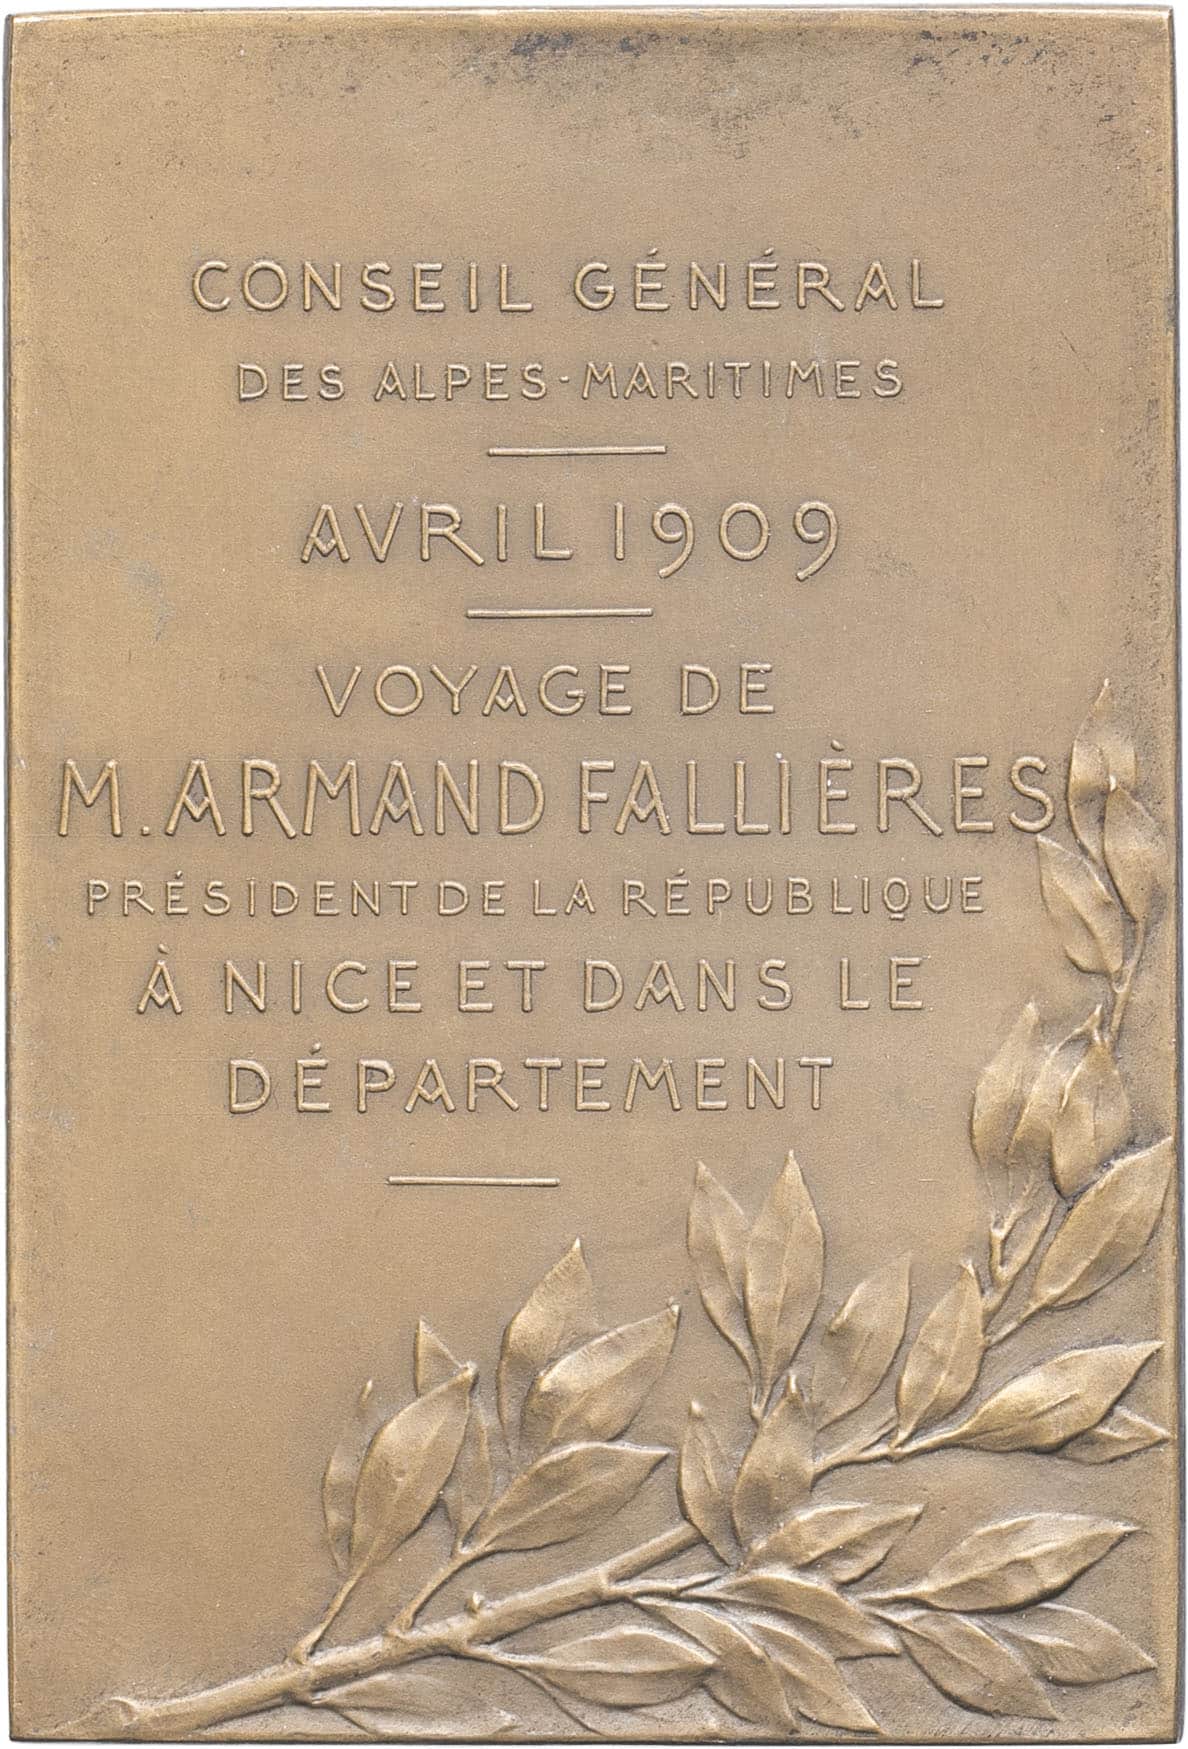 CONSEIL GÉNÉRAL
DES ALPES-MARITIMES
AVRIL 1909
VOYAGE DE
M. ARMAND FALLIÈRES
PRÉSIDENT DE LA RÉPUBLIQUE
À NICE ET DANS LE
DÉPARTEMENT